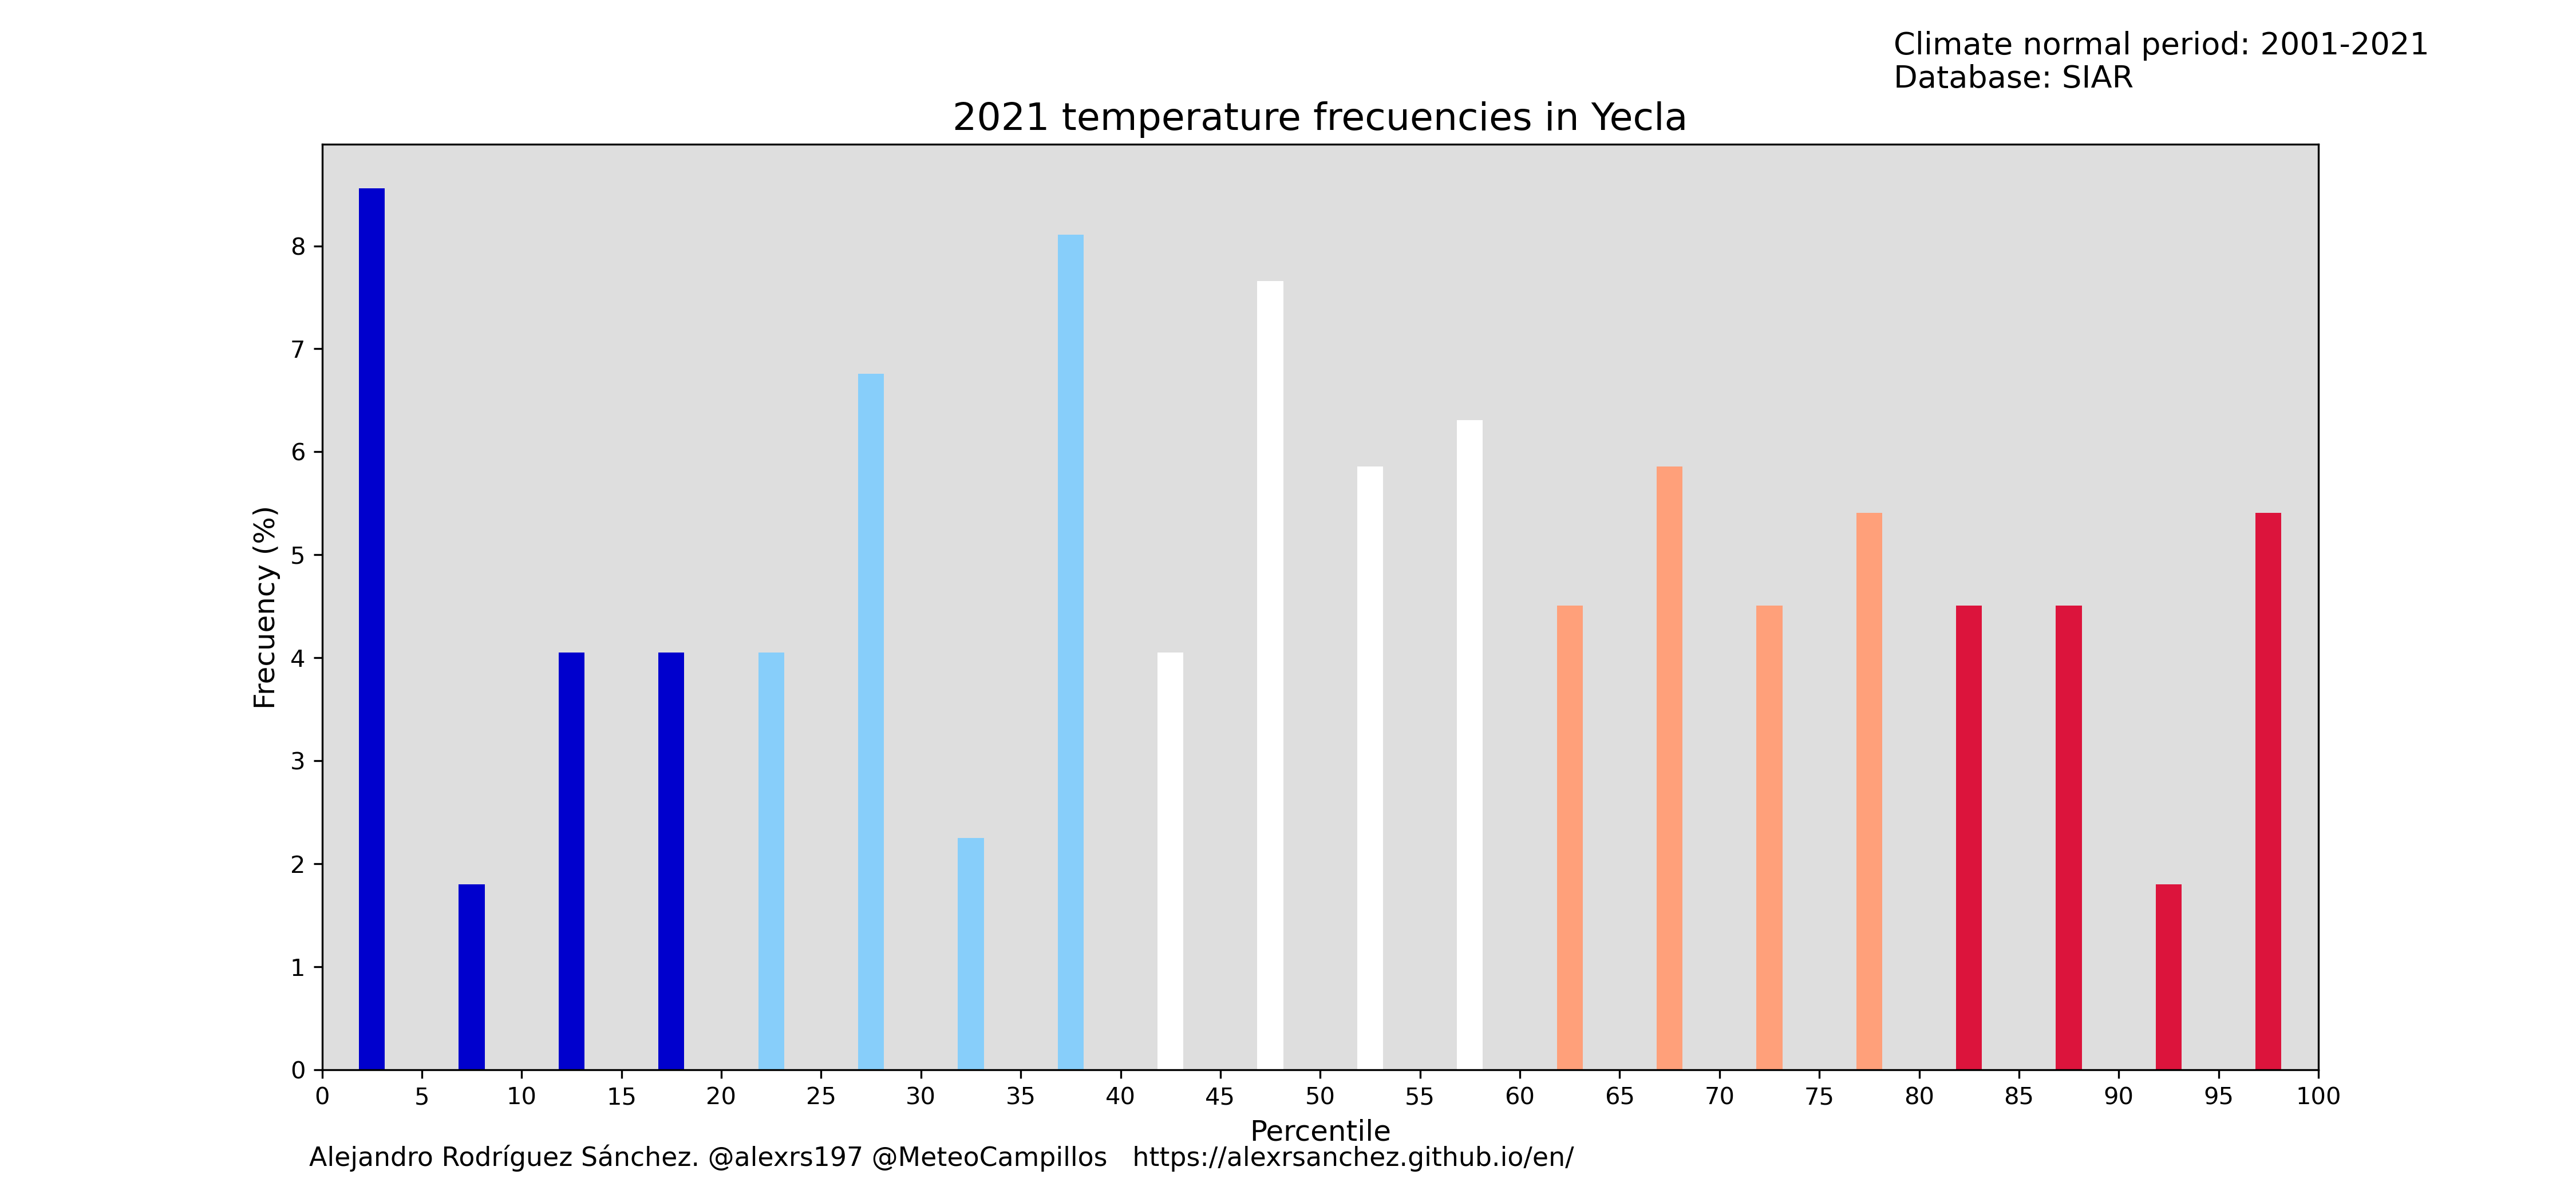 Climate normal period: 2001-2021
Database: SIAR
2021 temperature frecuencies in Yecla
Frecuency (%)
8
7
6
5
4
3
2
1
0
0 5 10 15 20 25 30 35 40 45 50 55 60 65 70 75 80 85 90 95 100
Percentile
Alejandro Rodríguez Sánchez. @alexrs197 @MeteoCampillos https://alexrsanchez.github.io/en/